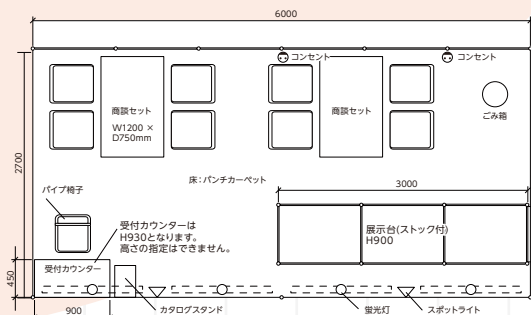 6000
コンセント
コンセント
商談セット
W1200 ×
D750mm
商談セット
ごみ箱
2700
床：パンチカーペット
3000
パイプ椅子
受付カウンターは
H930となります。
高さの指定はできません。
展示台(ストック付)
H900
受付カウンター
450
900
カタログスタンド
蛍光灯
スポットライト